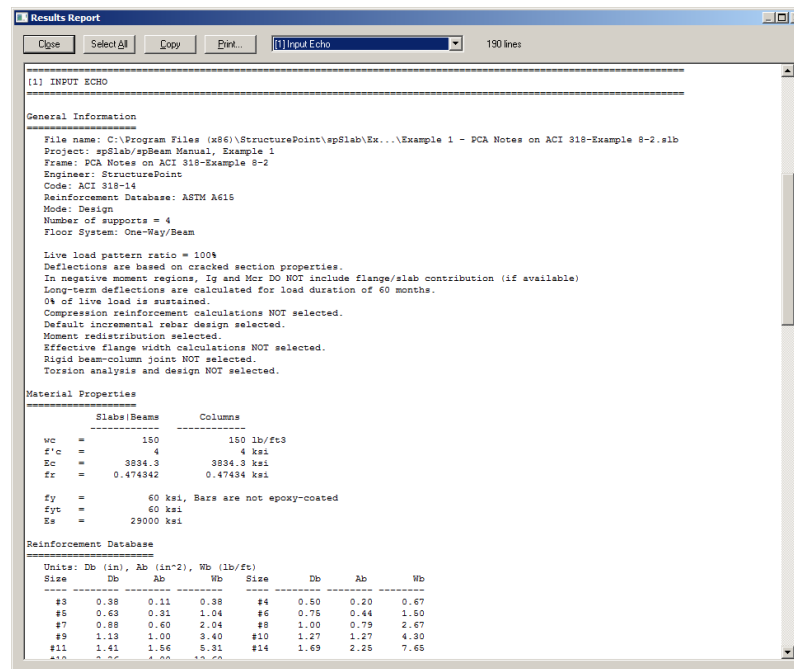 Results Report
Close Select All Copy Print... [1] Input Echo 190 lines
[1] INPUT ECHO
General Information
File name: C:\Program Files (x86)\StructurePoint\spSlab\Ex...\Example 1 - PCA Notes on ACI 318-Example 8-2.slb
Project: spSlab/spBeam Manual, Example 1
Frame: PCA Notes on ACI 318-Example 8-2
Engineer: StructurePoint
Code: ACI 318-14
Reinforcement Database: ASTM A615
Mode: Design
Number of supports = 4
Floor System: One-Way/Beam
Live load pattern ratio = 100%
Deflections are based on cracked section properties.
In negative moment regions, Ig and Mcr DO NOT include flange/slab contribution (if available)
Long-term deflections are calculated for load duration of 60 months.
0% of live load is sustained.
Compression reinforcement calculations NOT selected.
Default incremental rebar design selected.
Moment redistribution selected.
Effective flange width calculations NOT selected.
Rigid beam-column joint NOT selected.
Torsion analysis and design NOT selected.
Material Properties
Slabs|Beams Columns
wc = 150 150 lb/ft3
f'c = 4 4 ksi
Ec = 3834.3 3834.3 ksi
fr = 0.474342 0.47434 ksi
fy = 60 ksi, Bars are not epoxy-coated
fyt = 60 ksi
Es = 29000 ksi
Reinforcement Database
Units: Db (in), Ab (in^2), Wb (lb/ft)
Size Db Ab Wb Size Db Ab Wb
#3 0.38 0.11 0.38 #4 0.50 0.20 0.67
#5 0.63 0.31 1.04 #6 0.75 0.44 1.50
#7 0.88 0.60 2.04 #8 1.00 0.79 2.67
#9 1.13 1.00 3.40 #10 1.27 1.27 4.30
#11 1.41 1.56 5.31 #14 1.69 2.25 7.65